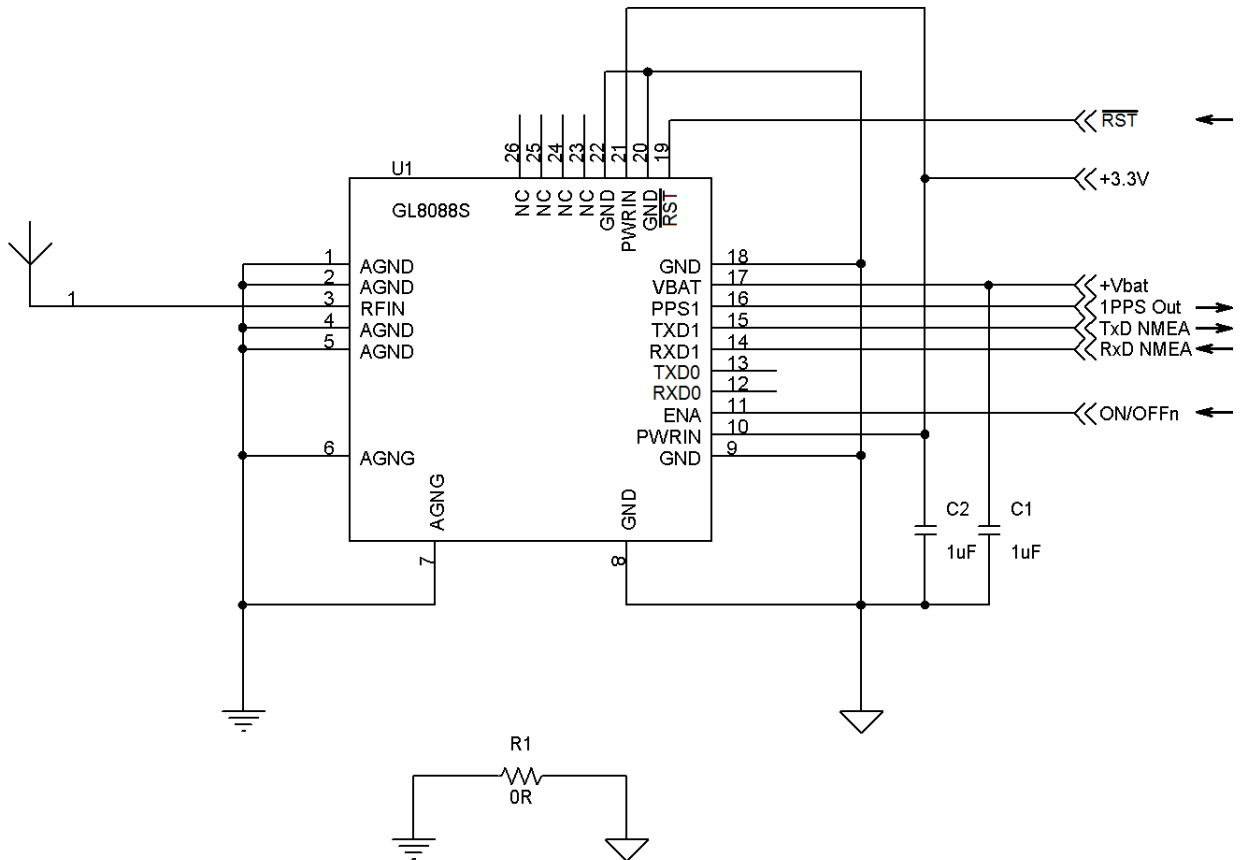 RST
+3.3V
26
25
24
23
22
21
20
19
U1
GL8088S
NC
NC
NC
NC
GND
PWRIN
GND
RST
1
1 AGND
2 AGND
3 RFIN
4 AGND
5 AGND
6 AGNG
AGNG
7
GND
8
GND 18
VBAT 17 +Vbat
PPS1 16 1PPS Out
TXD1 15 TxD NMEA
RXD1 14 RxD NMEA
TXD0 13
RXD0 12
ENA 11 ON/OFFn
PWRIN 10
GND 9
C2
1uF
C1
1uF
R1
0R